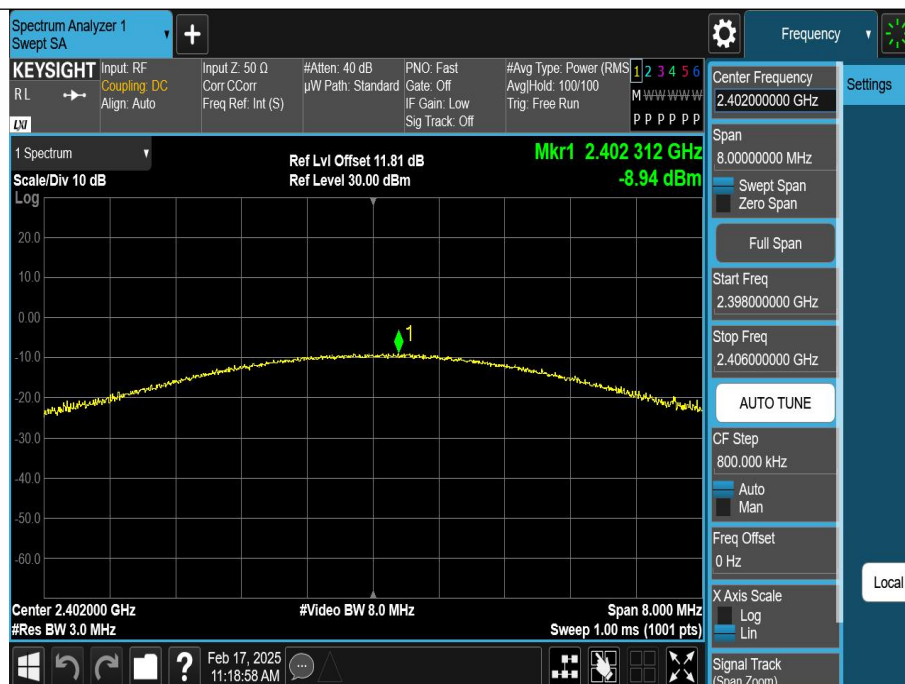 Spectrum Analyzer 1
Swept SA
Frequency
KEYSIGHT
RL
LXI
Input: RF
Coupling: DC
Align: Auto
Input Z: 50 Ω
Corr CCorr
Freq Ref: Int (S)
#Atten: 40 dB
µW Path: Standard
PNO: Fast
Gate: Off
IF Gain: Low
Sig Track: Off
#Avg Type: Power (RMS
Avg|Hold: 100/100
Trig: Free Run
1 2 3 4 5 6
M W W W W W
P P P P P P
1 Spectrum
Scale/Div 10 dB
Log
Ref Lvl Offset 11.81 dB
Ref Level 30.00 dBm
Mkr1 2.402 312 GHz
-8.94 dBm
20.0
10.0
0.00
1
-10.0
-20.0
-30.0
-40.0
-50.0
-60.0
Center 2.402000 GHz
#Res BW 3.0 MHz
#Video BW 8.0 MHz
Span 8.000 MHz
Sweep 1.00 ms (1001 pts)
?
Feb 17, 2025
11:18:58 AM
Center Frequency
2.402000000 GHz
Settings
Span
8.00000000 MHz
Swept Span
Zero Span
Full Span
Start Freq
2.398000000 GHz
Stop Freq
2.406000000 GHz
AUTO TUNE
CF Step
800.000 kHz
Auto
Man
Freq Offset
0 Hz
Local
X Axis Scale
Log
Lin
Signal Track
(Span Zoom)